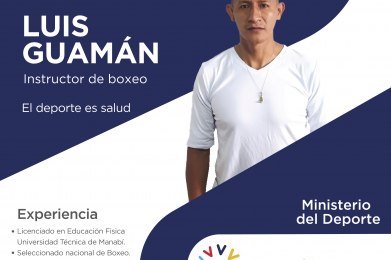 LUIS
GUAMÁN
Instructor de boxeo
El deporte es salud
Ministerio
del Deporte
Experiencia
• Licenciado en Educación Fisica
Universidad Técnica de Manabí.
• Seleccionado nacional de Boxeo.